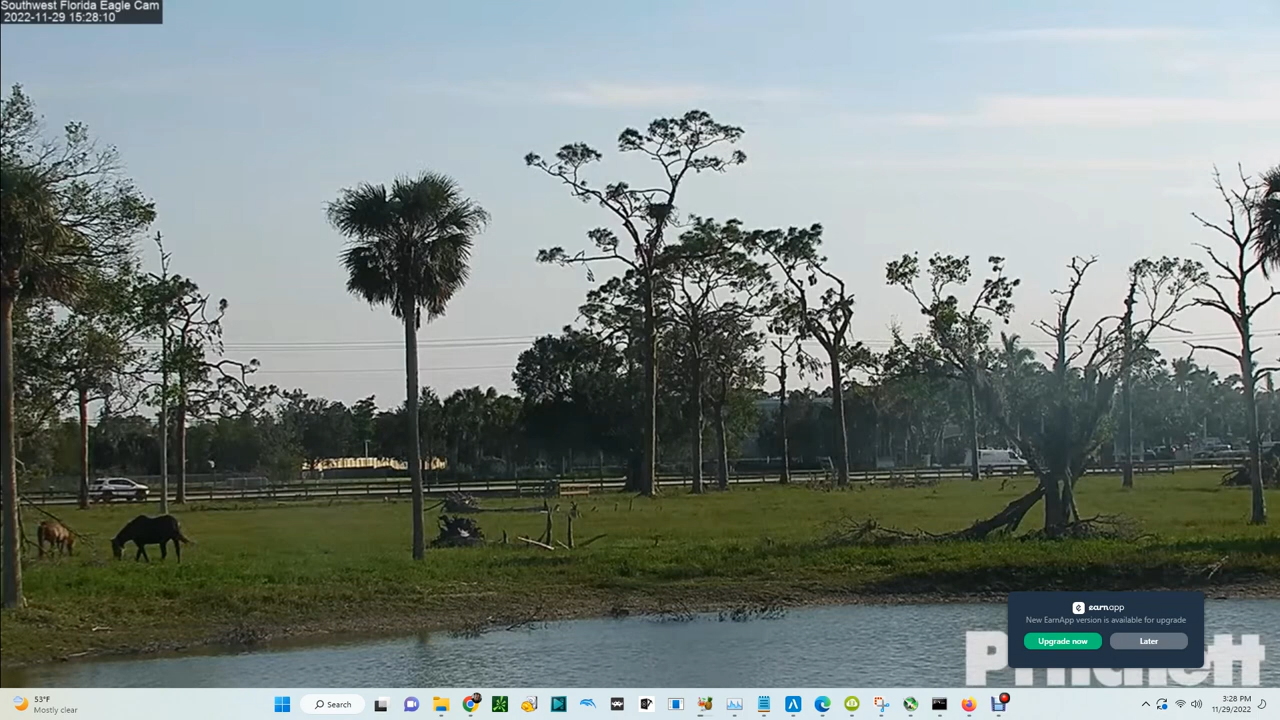 Southwest Florida Eagle Cam
2022-11-29 15:28:10
earnapp
New EarnApp version is available for upgrade
Upgrade now
Later
53°F
Mostly clear
Search
3:28 PM
11/29/2022